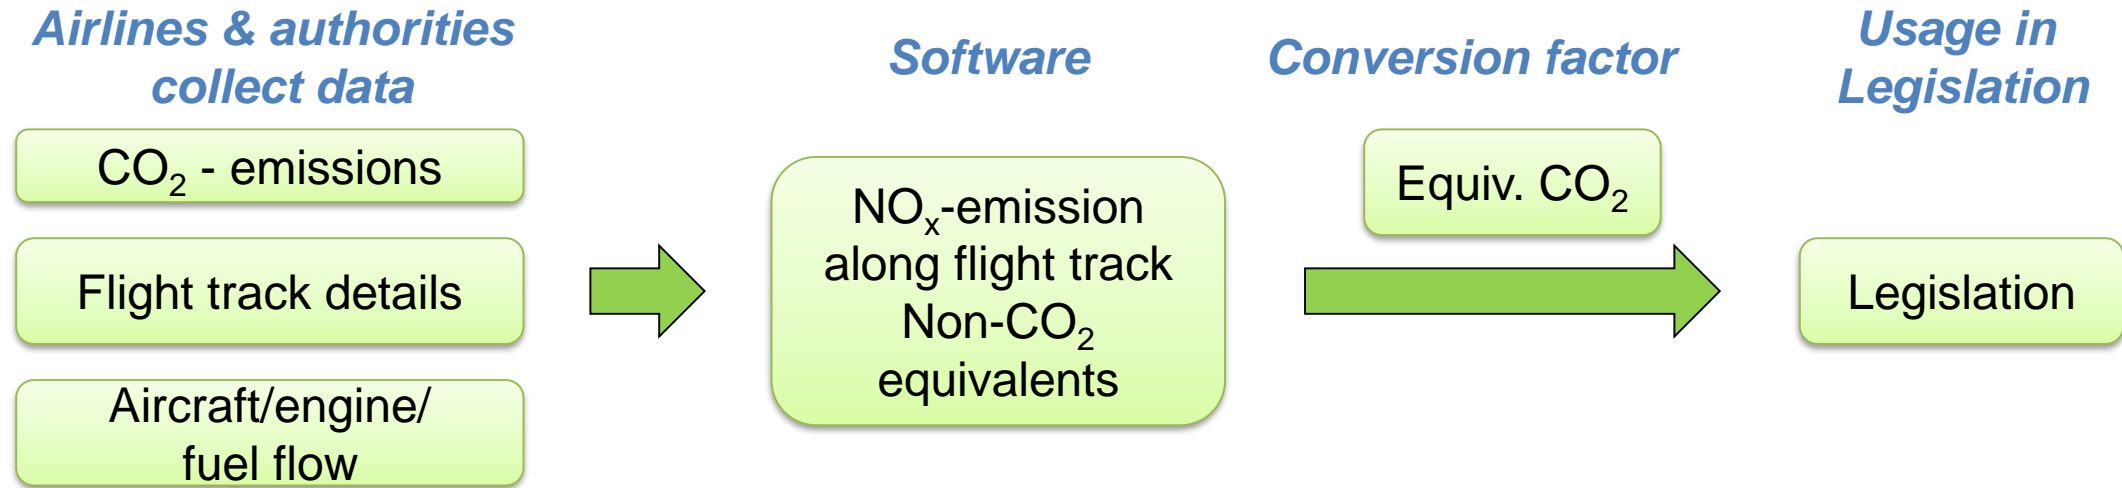 Airlines & authorities
collect data
CO₂ - emissions
Flight track details
Aircraft/engine/
fuel flow
Software
NOₓ-emission
along flight track
Non-CO₂
equivalents
Conversion factor
Equiv. CO₂
Usage in
Legislation
Legislation